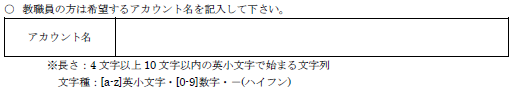 ○ 教職員の方は希望するアカウント名を記入して下さい。
アカウント名
※長さ：4 文字以上 10 文字以内の英小文字で始まる文字列
文字種：[a-z]英小文字・[0-9]数字・－(ハイフン)